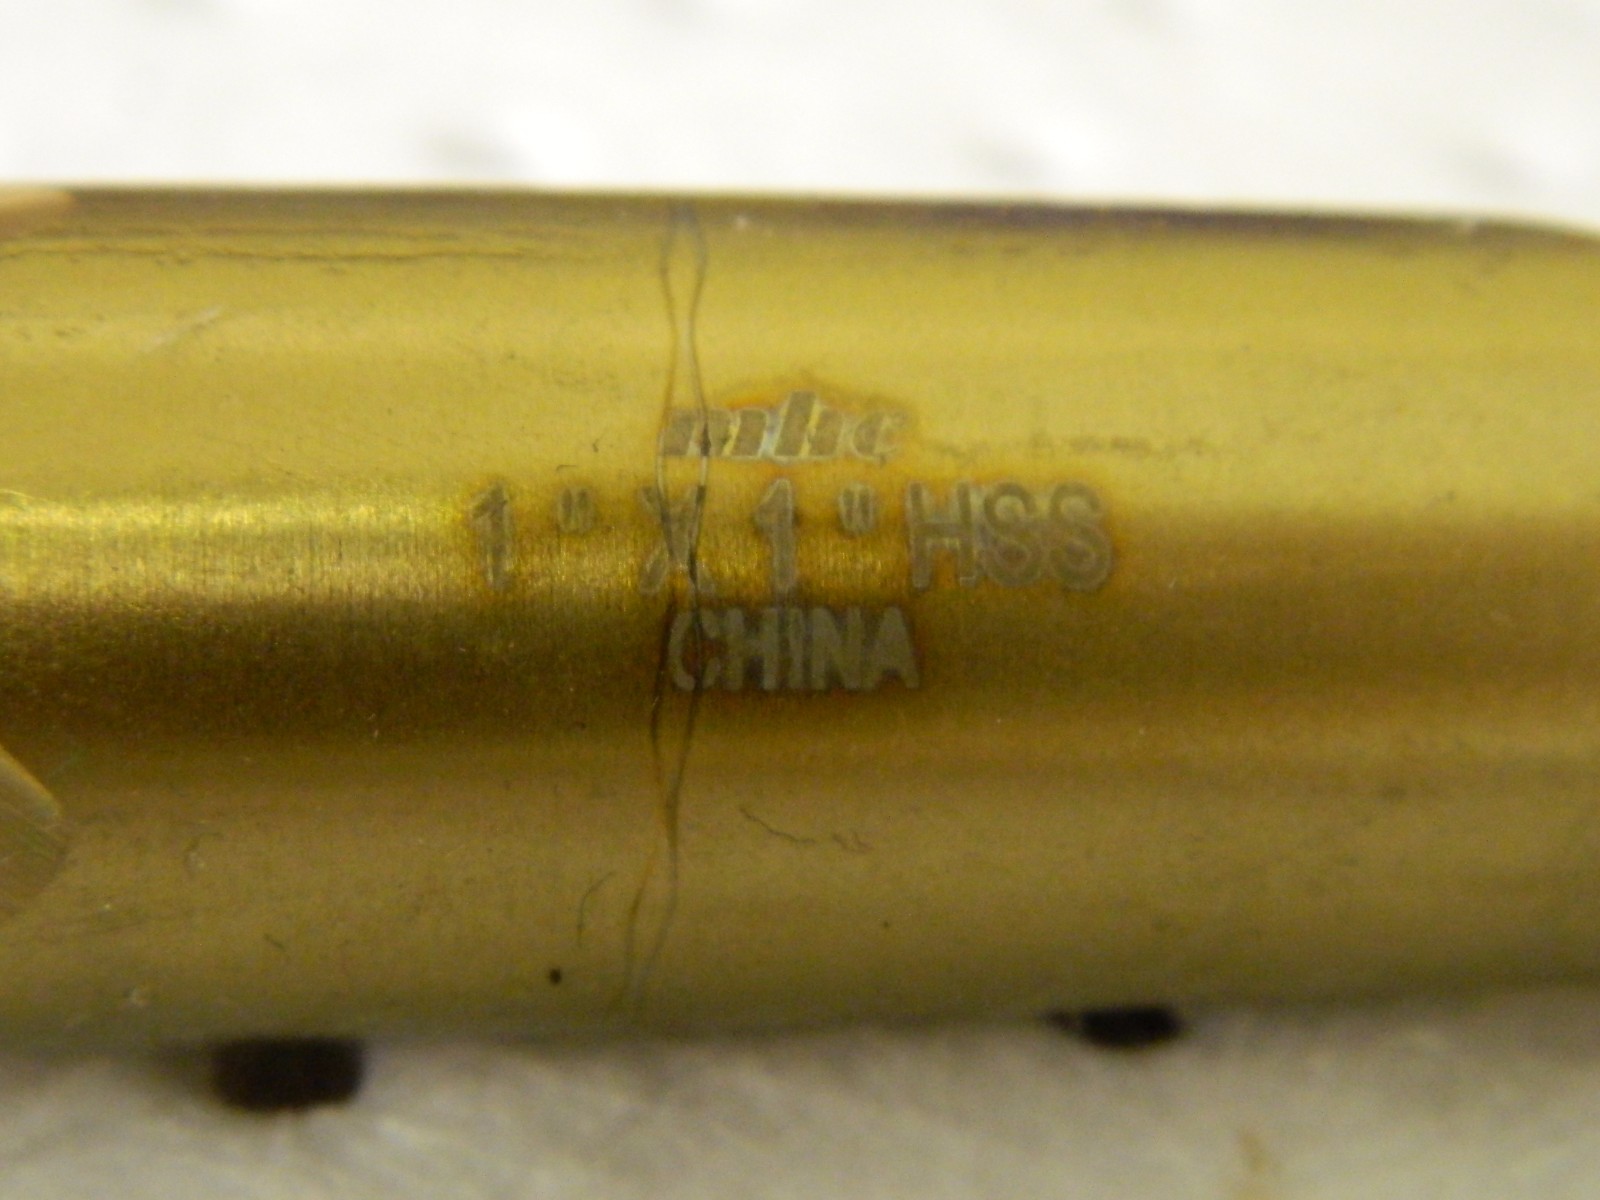 mhc
1" X 1" HSS
CHINA